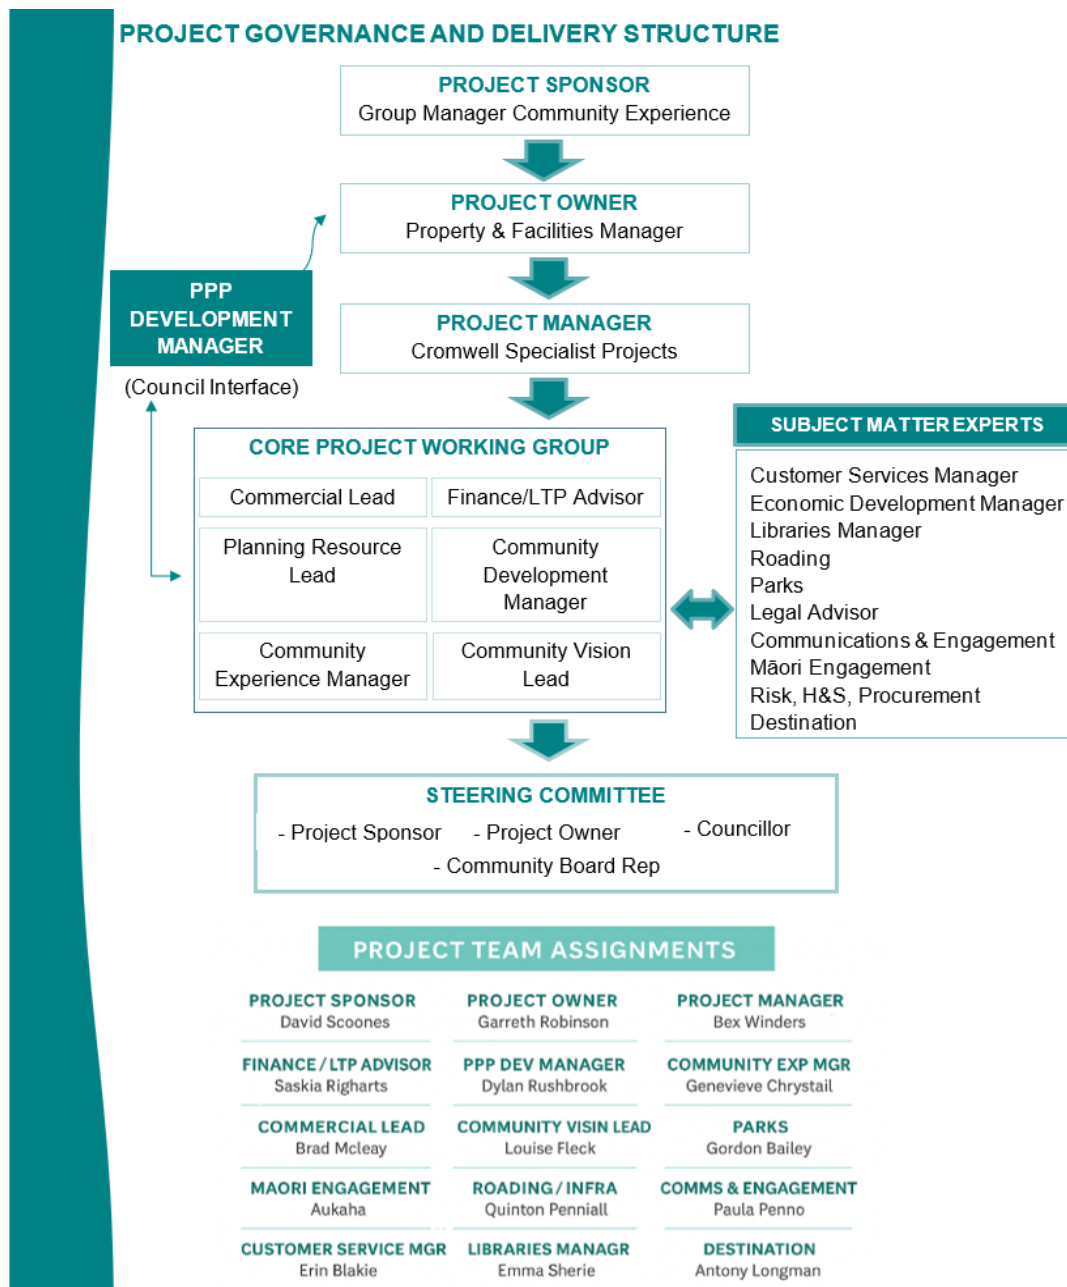 PROJECT GOVERNANCE AND DELIVERY STRUCTURE
PROJECT SPONSOR
Group Manager Community Experience
PROJECT OWNER
Property & Facilities Manager
PPP
DEVELOPMENT
MANAGER
(Council Interface)
PROJECT MANAGER
Cromwell Specialist Projects
CORE PROJECT WORKING GROUP
Commercial Lead
Finance/LTP Advisor
Planning Resource
Lead
Community
Development
Manager
Community
Experience Manager
Community Vision
Lead
SUBJECT MATTER EXPERTS
Customer Services Manager
Economic Development Manager
Libraries Manager
Roading
Parks
Legal Advisor
Communications & Engagement
Māori Engagement
Risk, H&S, Procurement
Destination
STEERING COMMITTEE
- Project Sponsor - Project Owner - Councillor
- Community Board Rep
PROJECT TEAM ASSIGNMENTS
PROJECT SPONSOR
David Scoones
PROJECT OWNER
Garreth Robinson
PROJECT MANAGER
Bex Winders
FINANCE / LTP ADVISOR
Saskia Righarts
PPP DEV MANAGER
Dylan Rushbrook
COMMUNITY EXP MGR
Genevieve Chrystail
COMMERCIAL LEAD
Brad Mcleay
COMMUNITY VISIN LEAD
Louise Fleck
PARKS
Gordon Bailey
MAORI ENGAGEMENT
Aukaha
ROADING / INFRA
Quinton Penniall
COMMS & ENGAGEMENT
Paula Penno
CUSTOMER SERVICE MGR
Erin Blakie
LIBRARIES MANAGR
Emma Sherie
DESTINATION
Antony Longman